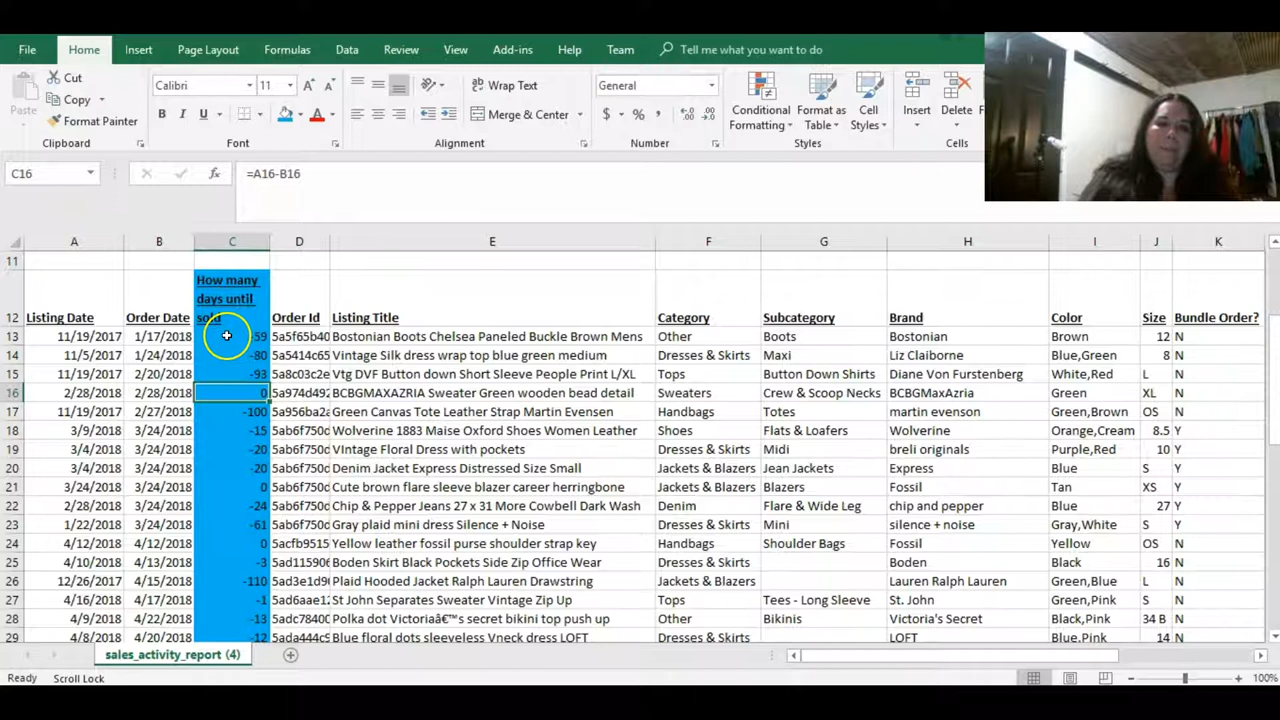 File Home Insert Page Layout Formulas Data Review View Add-ins Help Team Tell me what you want to do
Cut
Copy
Format Painter
Paste
Clipboard
Calibri 11
B I U
Font
Wrap Text
Merge & Center
Alignment
General
$ % ,
Number
Conditional Formatting
Format as Table
Cell Styles
Styles
Insert Delete
Cells
C16 fx =A16-B16
A B C D E F G H I J K
11
12 Listing Date Order Date How many days until sold Order Id Listing Title Category Subcategory Brand Color Size Bundle Order?
13 11/19/2017 1/17/2018 -59 5a5f65b40 Bostonian Boots Chelsea Paneled Buckle Brown Mens Other Boots Bostonian Brown 12 N
14 11/5/2017 1/24/2018 -80 5a5414c65 Vintage Silk dress wrap top blue green medium Dresses & Skirts Maxi Liz Claiborne Blue,Green 8 N
15 11/19/2017 2/20/2018 -93 5a8c03c2e Vtg DVF Button down Short Sleeve People Print L/XL Tops Button Down Shirts Diane Von Furstenberg White,Red L N
16 2/28/2018 2/28/2018 0 5a974d492 BCBGMAXAZRIA Sweater Green wooden bead detail Sweaters Crew & Scoop Necks BCBGMaxAzria Green XL N
17 11/19/2017 2/27/2018 -100 5a956ba2a Green Canvas Tote Leather Strap Martin Emensen Handbags Totes martin evenson Green,Brown OS N
18 3/9/2018 3/24/2018 -15 5ab6f750d Wolverine 1883 Maise Oxford Shoes Women Leather Shoes Flats & Loafers Wolverine Orange,Cream 8.5 Y
19 3/4/2018 3/24/2018 -20 5ab6f750d VIntage Floral Dress with pockets Dresses & Skirts Midi breli originals Purple,Red 10 Y
20 3/4/2018 3/24/2018 -20 5ab6f750d Denim Jacket Express Distressed Size Small Jackets & Blazers Jean Jackets Express Blue S Y
21 3/24/2018 3/24/2018 0 5ab6f750d Cute brown flare sleeve blazer career herringbone Jackets & Blazers Blazers Fossil Tan XS Y
22 2/28/2018 3/24/2018 -24 5ab6f750d Chip & Pepper Jeans 27 x 31 More Cowbell Dark Wash Denim Flare & Wide Leg chip and pepper Blue 27 Y
23 1/22/2018 3/24/2018 -61 5ab6f750d Gray plaid mini dress Silence + Noise Dresses & Skirts Mini silence + noise Gray,White S Y
24 4/12/2018 4/12/2018 0 5acfb9515 Yellow leather fossil purse shoulder strap key Handbags Shoulder Bags Fossil Yellow OS N
25 4/10/2018 4/13/2018 -3 5ad115906 Boden Skirt Black Pockets Side Zip Office Wear Dresses & Skirts Boden Black 16 N
26 12/26/2017 4/15/2018 -110 5ad3e1d9 Plaid Hooded Jacket Ralph Lauren Drawstring Jackets & Blazers Lauren Ralph Lauren Green,Blue L N
27 4/16/2018 4/17/2018 -1 5ad6aae12 St John Separates Sweater Vintage Zip Up Tops Tees - Long Sleeve St. John Green,Pink S N
28 4/9/2018 4/22/2018 -13 5adc78400 Polka dot Victoriaâ€™s secret bikini top push up Other Bikinis Victoria's Secret Black,Pink 34 B N
29 4/8/2018 4/20/2018 -12 5ada444c9 Blue floral dots sleeveless Vneck dress LOFT Dresses & Skirts LOFT Blue,Pink 14 N
sales_activity_report (4)
Ready Scroll Lock 100%